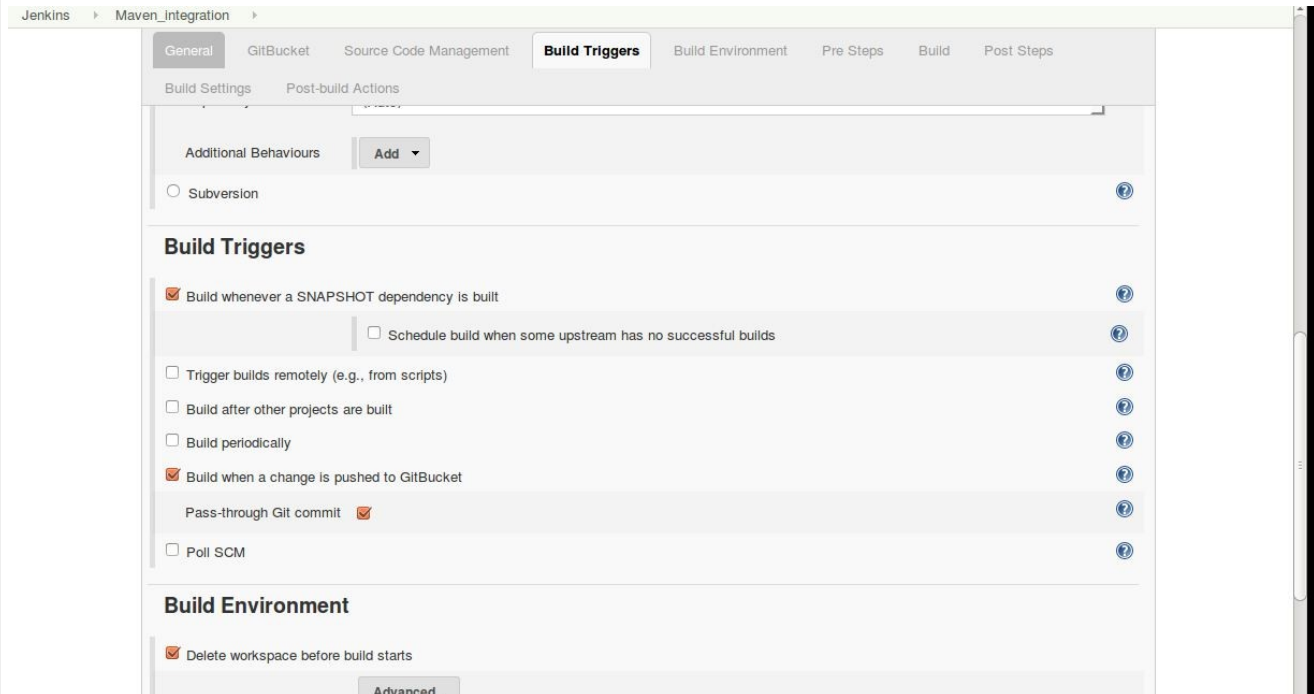 Jenkins Maven_integration
General GitBucket Source Code Management Build Triggers Build Environment Pre Steps Build Post Steps
Build Settings Post-build Actions
Additional Behaviours Add
Subversion
Build Triggers
Build whenever a SNAPSHOT dependency is built
Schedule build when some upstream has no successful builds
Trigger builds remotely (e.g., from scripts)
Build after other projects are built
Build periodically
Build when a change is pushed to GitBucket
Pass-through Git commit
Poll SCM
Build Environment
Delete workspace before build starts
Advanced...